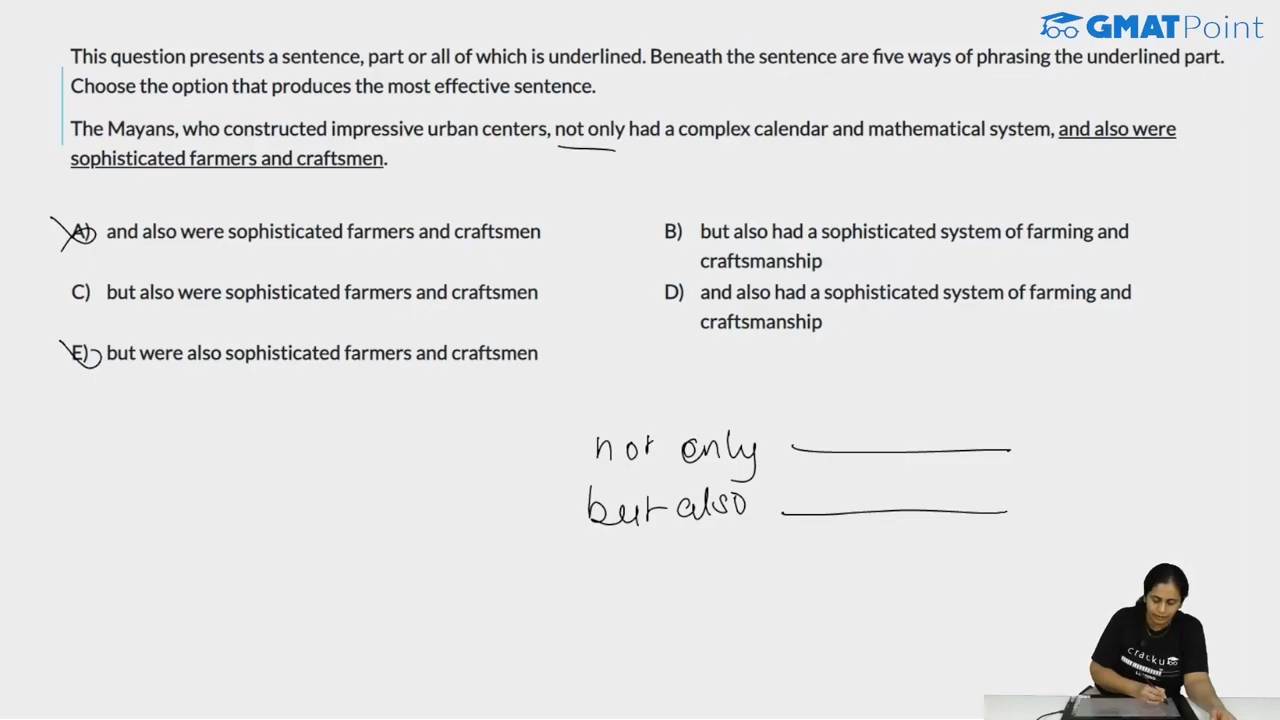 GMATPoint
This question presents a sentence, part or all of which is underlined. Beneath the sentence are five ways of phrasing the underlined part.
Choose the option that produces the most effective sentence.
The Mayans, who constructed impressive urban centers, not only had a complex calendar and mathematical system, and also were
sophisticated farmers and craftsmen.
A) and also were sophisticated farmers and craftsmen
B) but also had a sophisticated system of farming and
craftsmanship
C) but also were sophisticated farmers and craftsmen
D) and also had a sophisticated system of farming and
craftsmanship
E) but were also sophisticated farmers and craftsmen
not only
but also
cracku